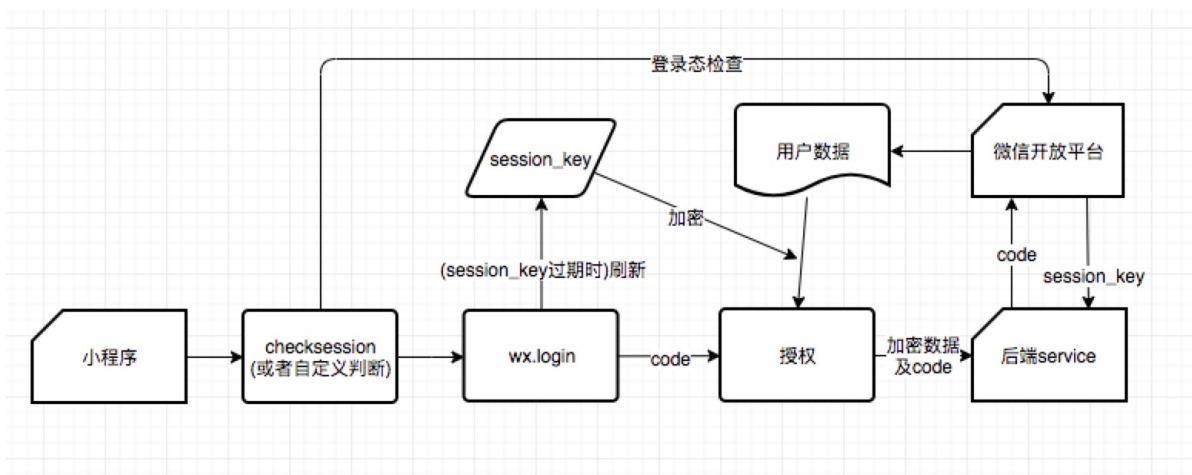 登录态检查
session_key
用户数据
微信开放平台
加密
(session_key过期时)刷新
code
session_key
小程序
checksession
(或者自定义判断)
wx.login
code
授权
加密数据
及code
后端service